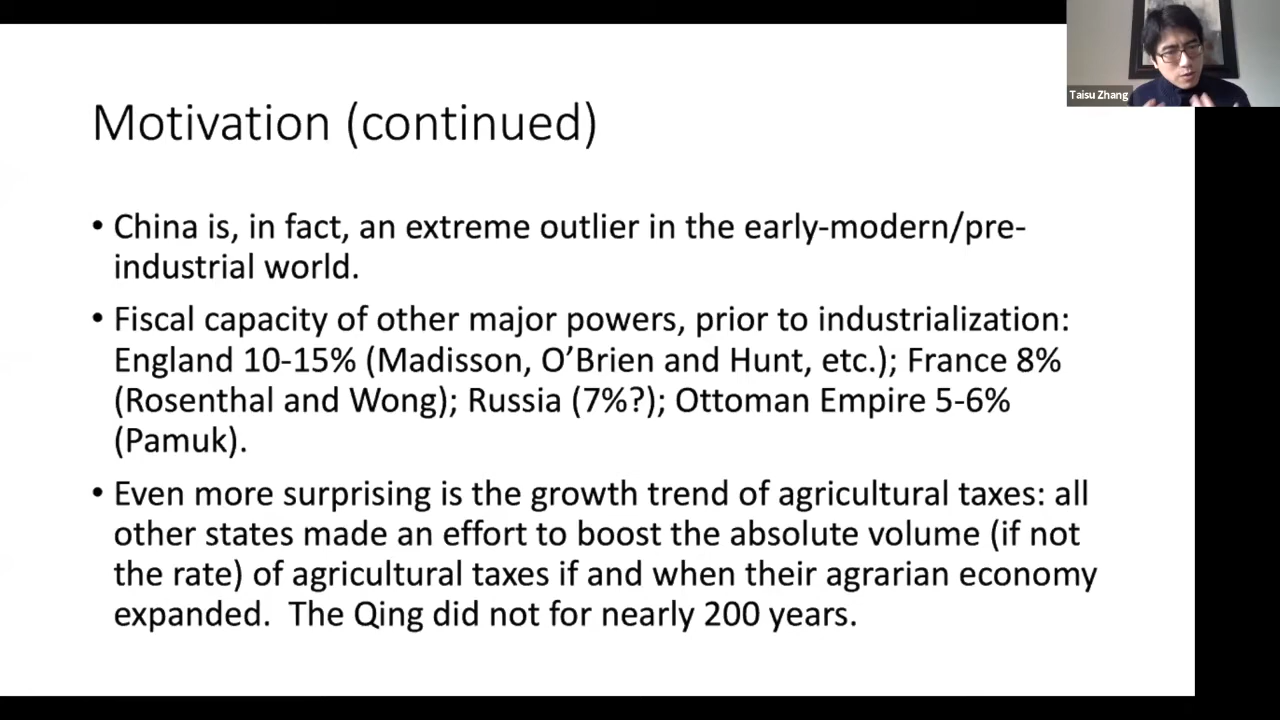 Taisu Zhang
Motivation (continued)
• China is, in fact, an extreme outlier in the early-modern/pre-
industrial world.
• Fiscal capacity of other major powers, prior to industrialization:
England 10-15% (Madisson, O’Brien and Hunt, etc.); France 8%
(Rosenthal and Wong); Russia (7%?); Ottoman Empire 5-6%
(Pamuk).
• Even more surprising is the growth trend of agricultural taxes: all
other states made an effort to boost the absolute volume (if not
the rate) of agricultural taxes if and when their agrarian economy
expanded.  The Qing did not for nearly 200 years.